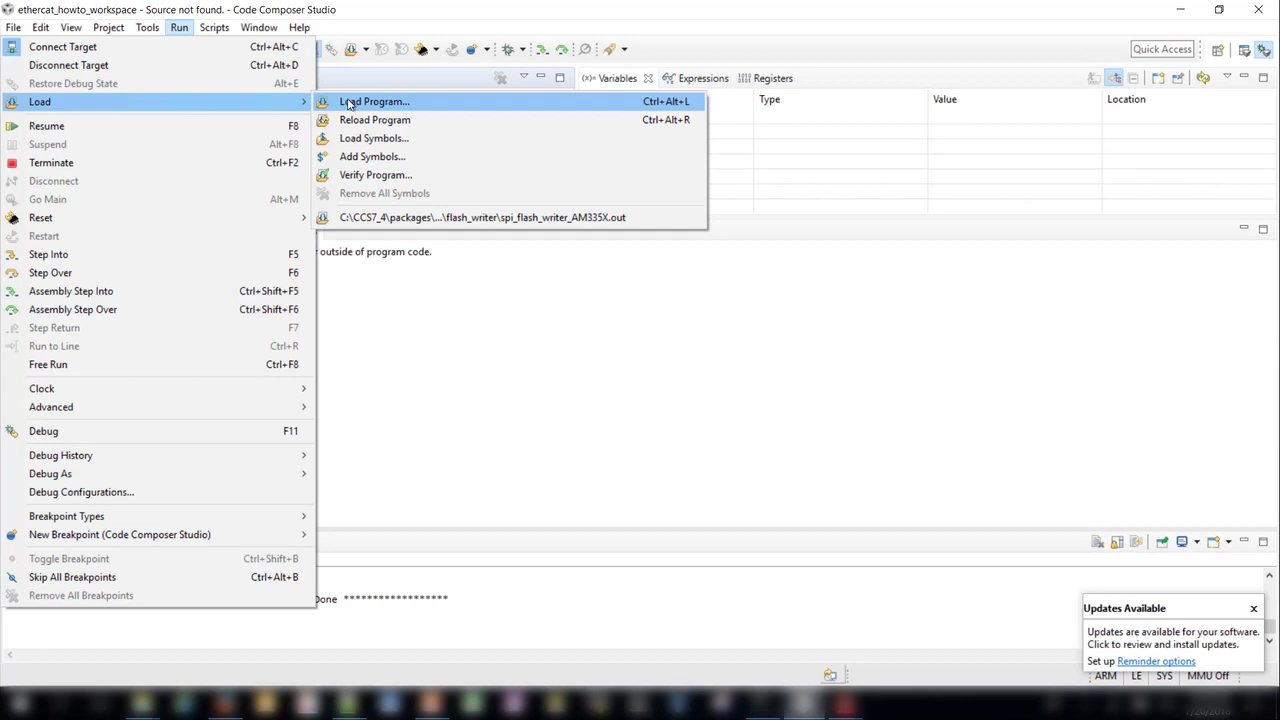 ethercat_howto_workspace - Source not found. - Code Composer Studio
File Edit View Project Tools Run Scripts Window Help
Connect Target Ctrl+Alt+C
Disconnect Target Ctrl+Alt+D
Restore Debug State Alt+E
Load
Resume F8
Suspend Alt+F8
Terminate Ctrl+F2
Disconnect
Go Main Alt+M
Reset
Restart
Step Into F5
Step Over F6
Assembly Step Into Ctrl+Shift+F5
Assembly Step Over Ctrl+Shift+F6
Step Return F7
Run to Line Ctrl+R
Free Run Ctrl+F8
Clock
Advanced
Debug F11
Debug History
Debug As
Debug Configurations...
Breakpoint Types
New Breakpoint (Code Composer Studio)
Toggle Breakpoint Ctrl+Shift+B
Skip All Breakpoints Ctrl+Alt+B
Remove All Breakpoints
Load Program... Ctrl+Alt+L
Reload Program Ctrl+Alt+R
Load Symbols...
Add Symbols...
Verify Program...
Remove All Symbols
C:\CCS7_4\packages\...\flash_writer\spi_flash_writer_AM335X.out
Quick Access
(x)= Variables Expressions Registers
Type Value Location
outside of program code.
Done ******************
Updates Available x
Updates are available for your software.
Click to review and install updates.
Set up Reminder options
ARM LE SYS MMU Off